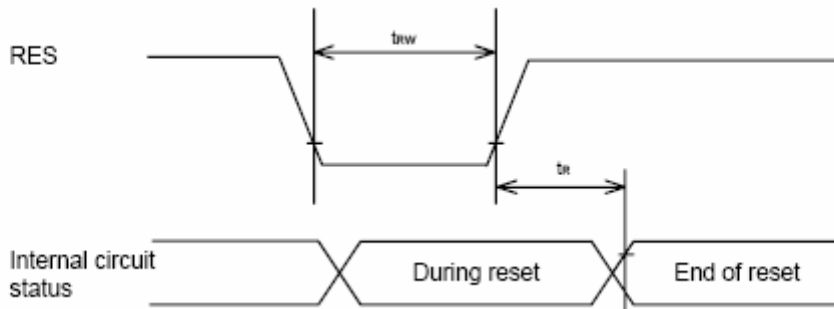 tRW
RES
tR
Internal circuit
status
During reset
End of reset